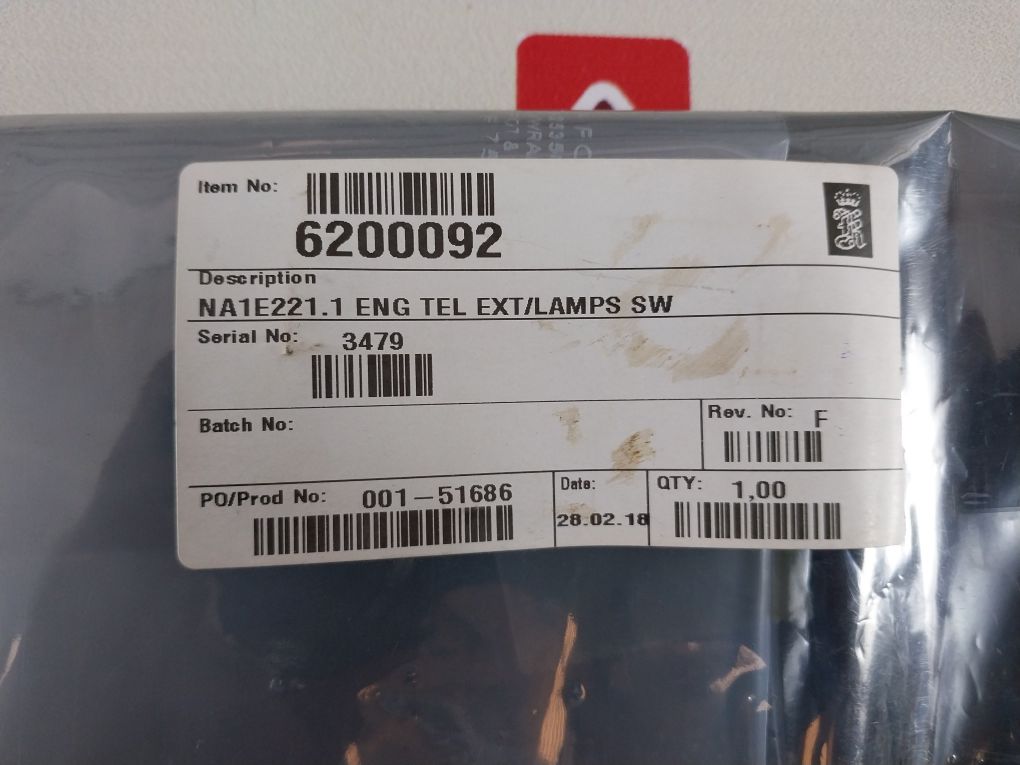 Item No:
6200092
Description
NA1E221.1 ENG TEL EXT/LAMPS SW
Serial No: 3479
Batch No:
Rev. No: F
PO/Prod No: 001-51686
Date:
28.02.18
QTY: 1,00